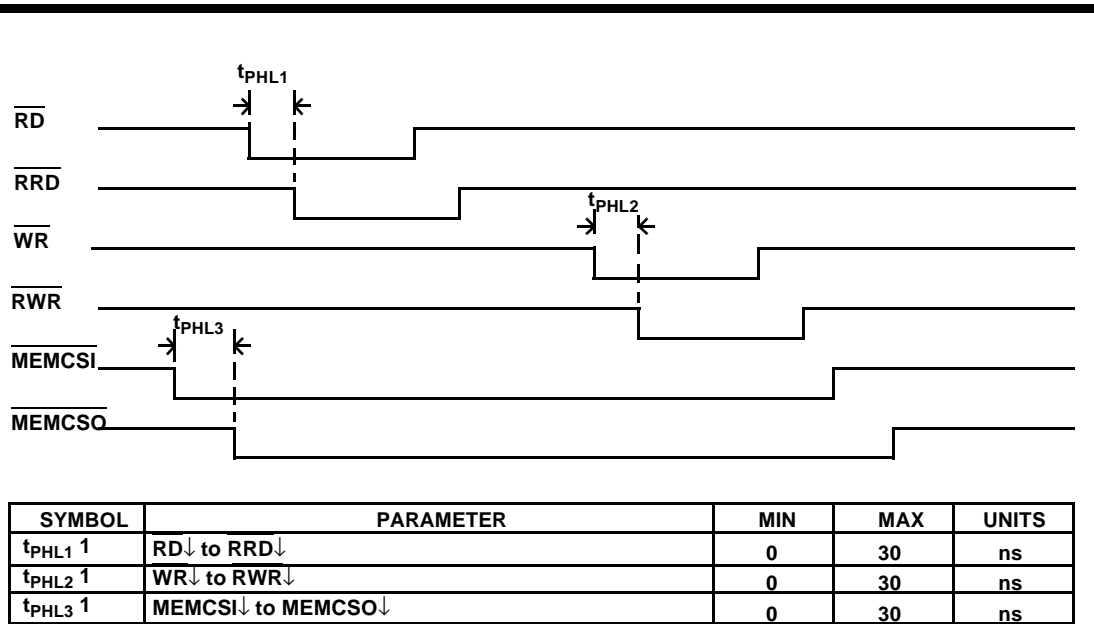 tPHL1
RD
RRD
tPHL2
WR
RWR
tPHL3
MEMCSI
MEMCSO
SYMBOL PARAMETER MIN MAX UNITS
tPHL1 1 RD↓ to RRD↓ 0 30 ns
tPHL2 1 WR↓ to RWR↓ 0 30 ns
tPHL3 1 MEMCSI↓ to MEMCSO↓ 0 30 ns